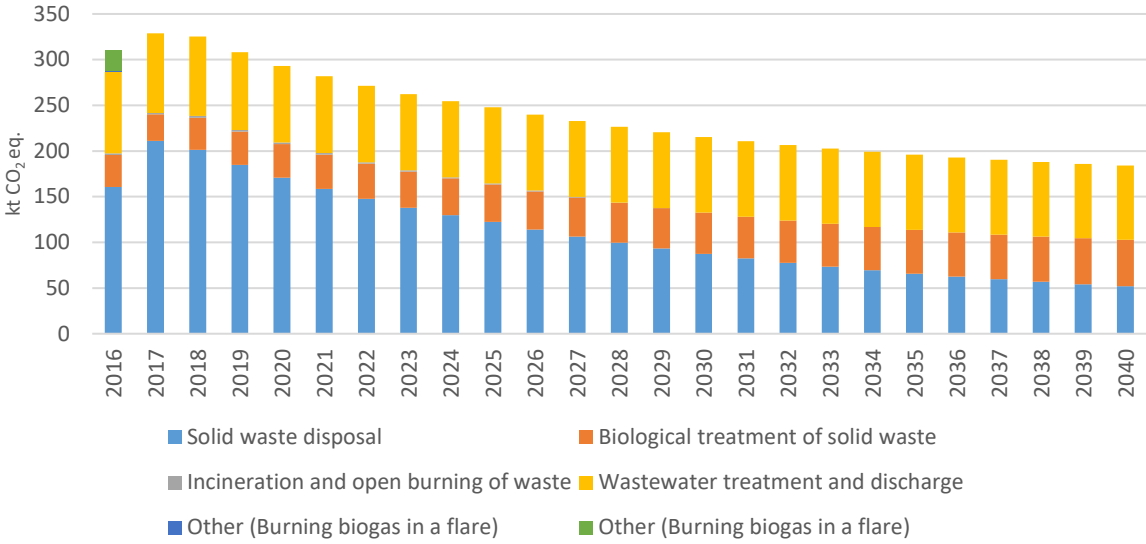 350
300
250
200
150
100
50
0
kt CO₂ eq.
2016 2017 2018 2019 2020 2021 2022 2023 2024 2025 2026 2027 2028 2029 2030 2031 2032 2033 2034 2035 2036 2037 2038 2039 2040
Solid waste disposal Biological treatment of solid waste
Incineration and open burning of waste Wastewater treatment and discharge
Other (Burning biogas in a flare) Other (Burning biogas in a flare)